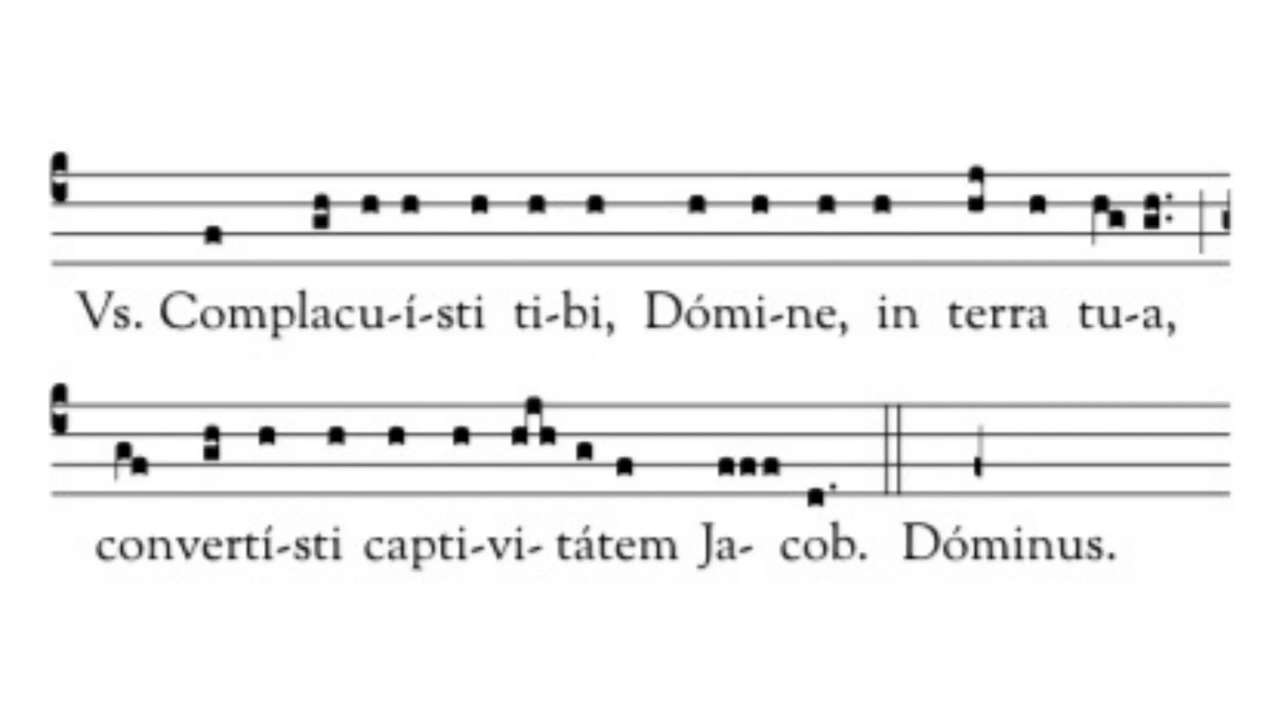 Vs. Complacu-í-sti ti-bi, Dómi-ne, in terra tu-a,
convertí-sti capti-vi- tátem Ja- cob. Dóminus.